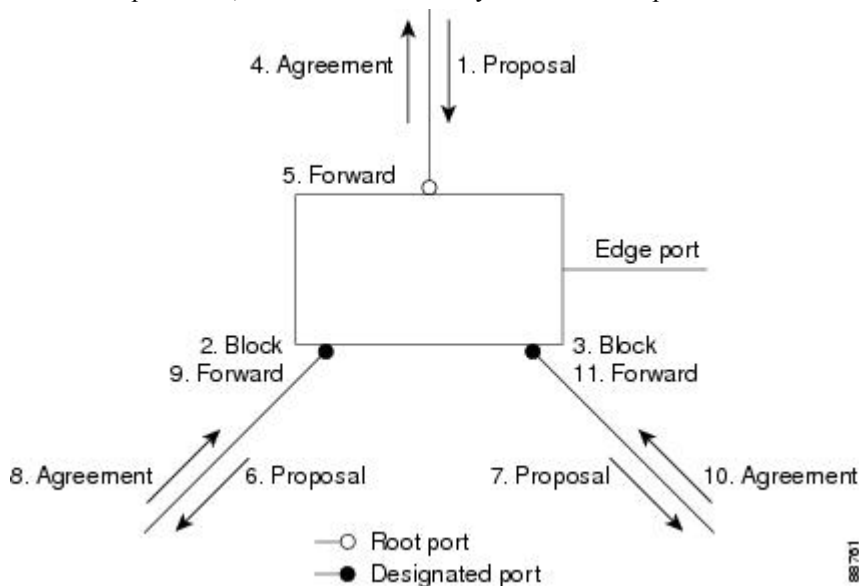 4. Agreement
1. Proposal
5. Forward
Edge port
2. Block
9. Forward
3. Block
11. Forward
8. Agreement
6. Proposal
7. Proposal
10. Agreement
Root port
Designated port
88761